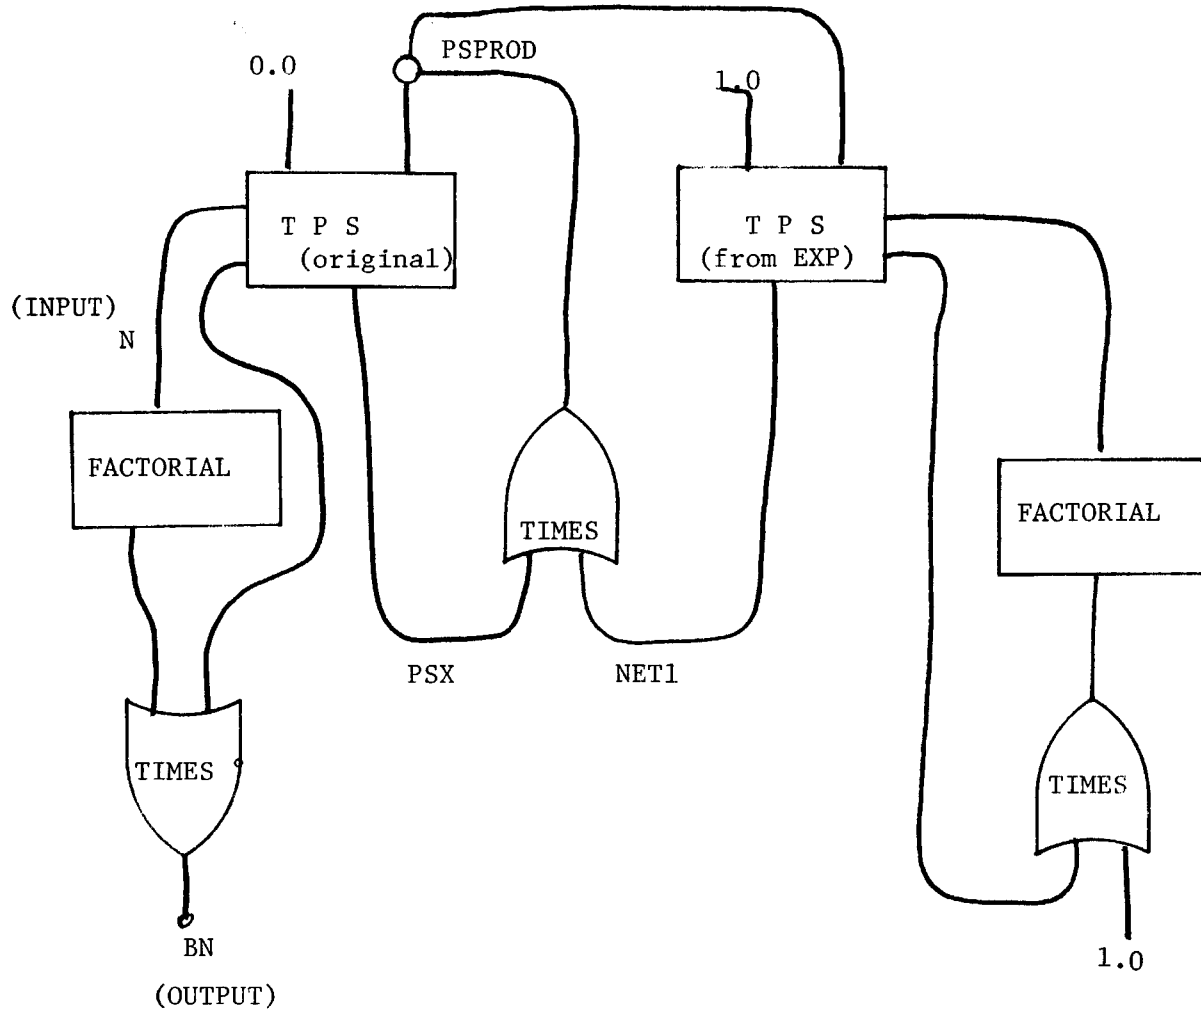 PSPROD
0.0
1.0
T P S
(original)
T P S
(from EXP)
(INPUT)
N
FACTORIAL
FACTORIAL
TIMES
PSX
NET1
TIMES
TIMES
BN
1.0
(OUTPUT)